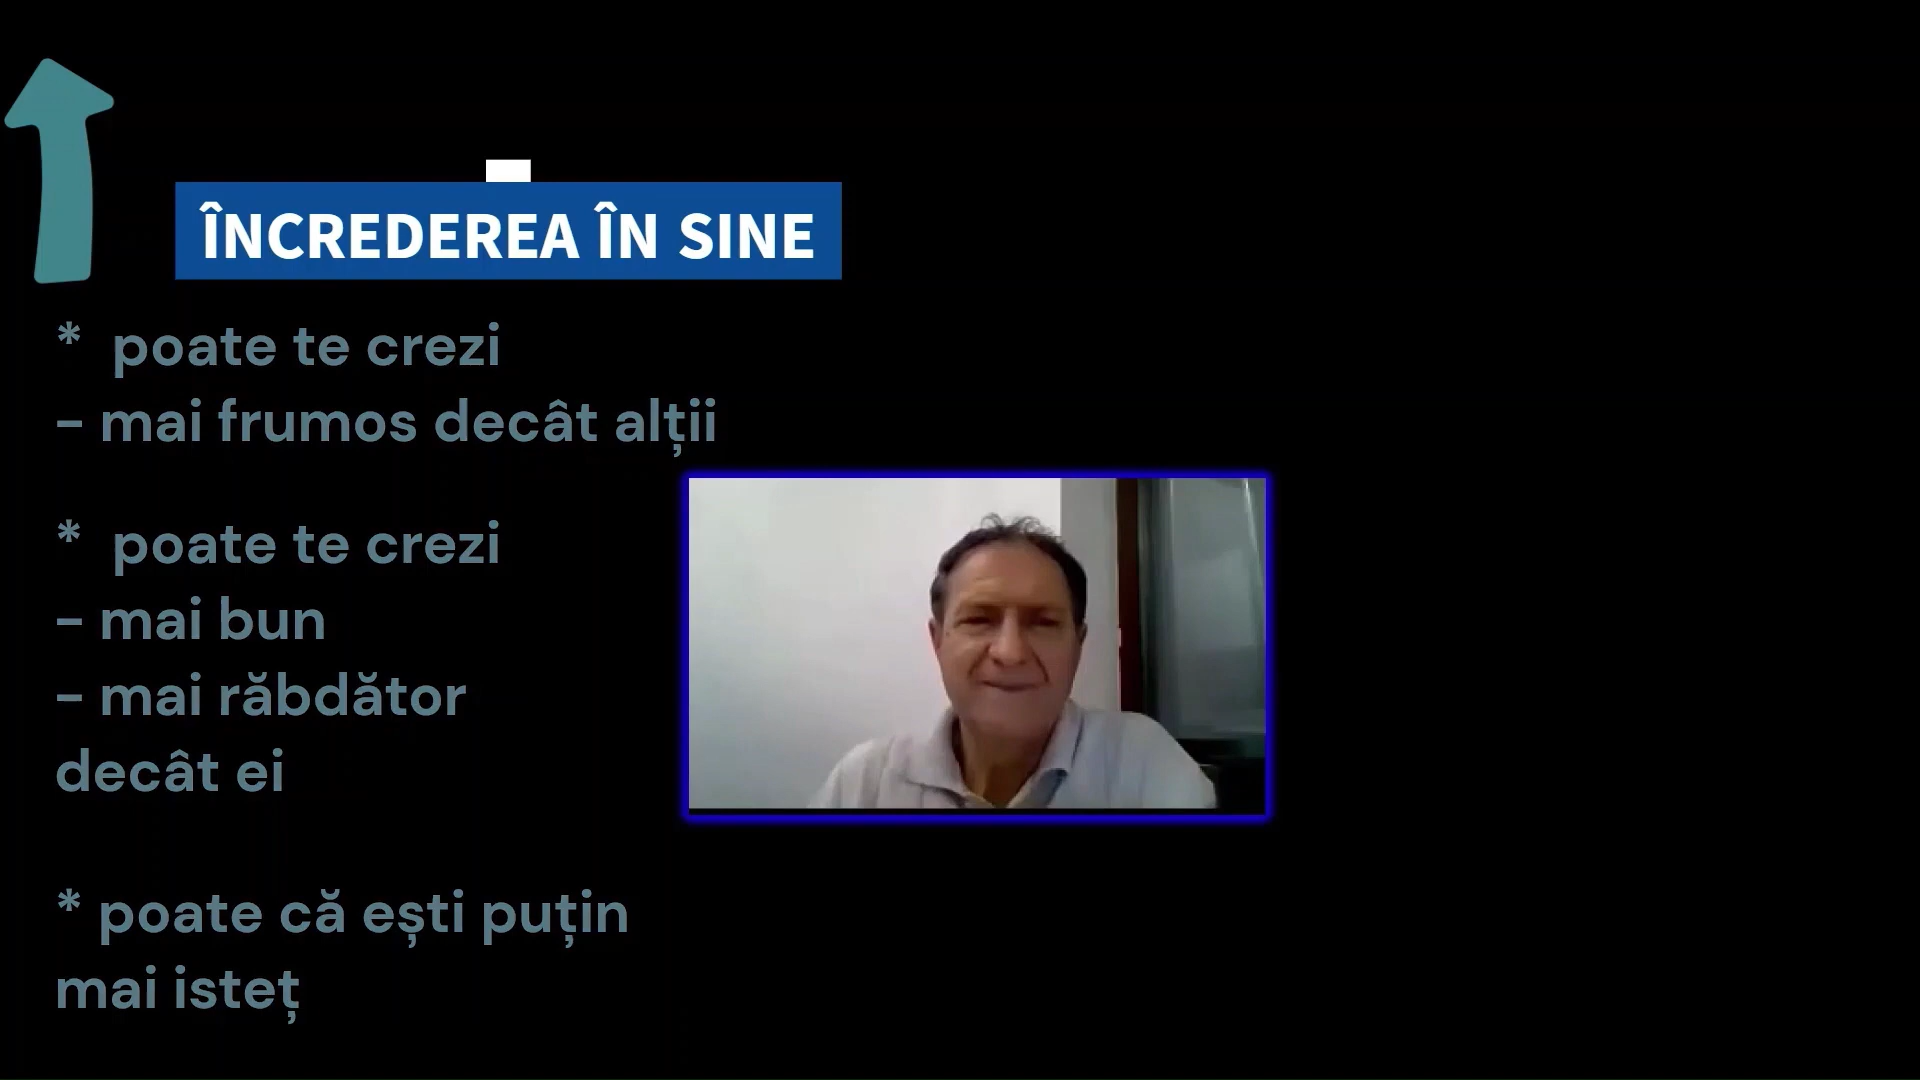 ÎNCREDEREA ÎN SINE
* poate te crezi
- mai frumos decât alții
* poate te crezi
- mai bun
- mai răbdător
decât ei
* poate că ești puțin
mai isteț